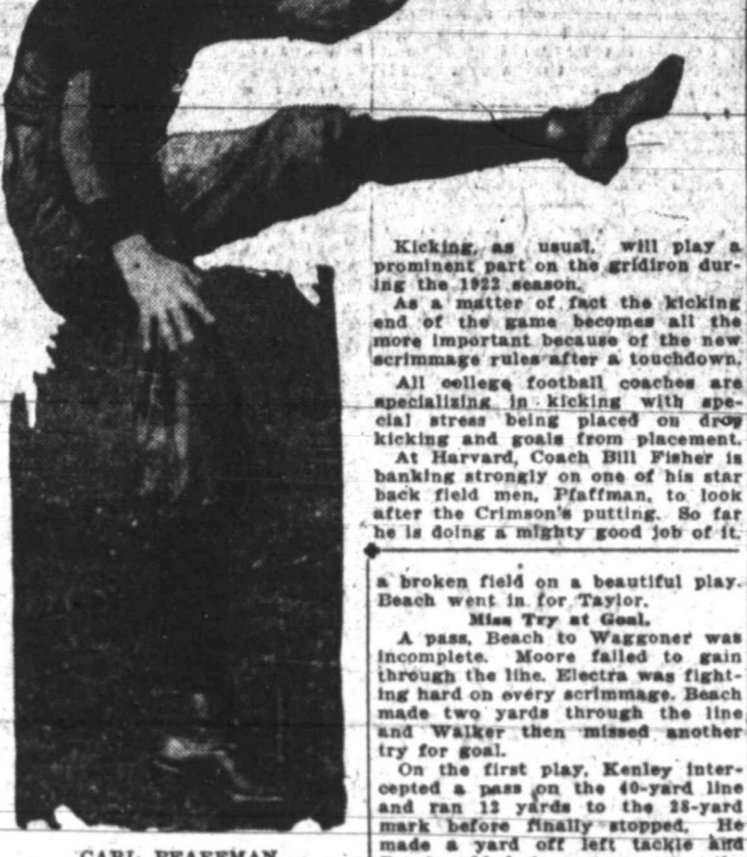 Kicking, as usual, will play a
prominent part on the gridiron dur-
ing the 1922 season.
As a matter of fact the kicking
end of the game becomes all the
more important because of the new
scrimmage rules after a touchdown.
All college football coaches are
specializing in kicking with spe-
cial stress being placed on drop
kicking and goals from placement.
At Harvard, Coach Bill Fisher is
banking strongly on one of his star
back field men, Pfaffman, to look
after the Crimson's putting. So far
he is doing a mighty good job of it.
a broken field on a beautiful play.
Beach went in for Taylor.
Miss Try at Goal.
A pass, Beach to Waggoner was
incomplete. Moore failed to gain
through the line. Electra was fight-
ing hard on every scrimmage. Beach
made two yards through the line
and Walker then missed another
try for goal.
On the first play, Kenley inter-
cepted a pass on the 40-yard line
and ran 12 yards to the 28-yard
mark before finally stopped. He
made a yard off left tackle and
CARL PFAFFMAN